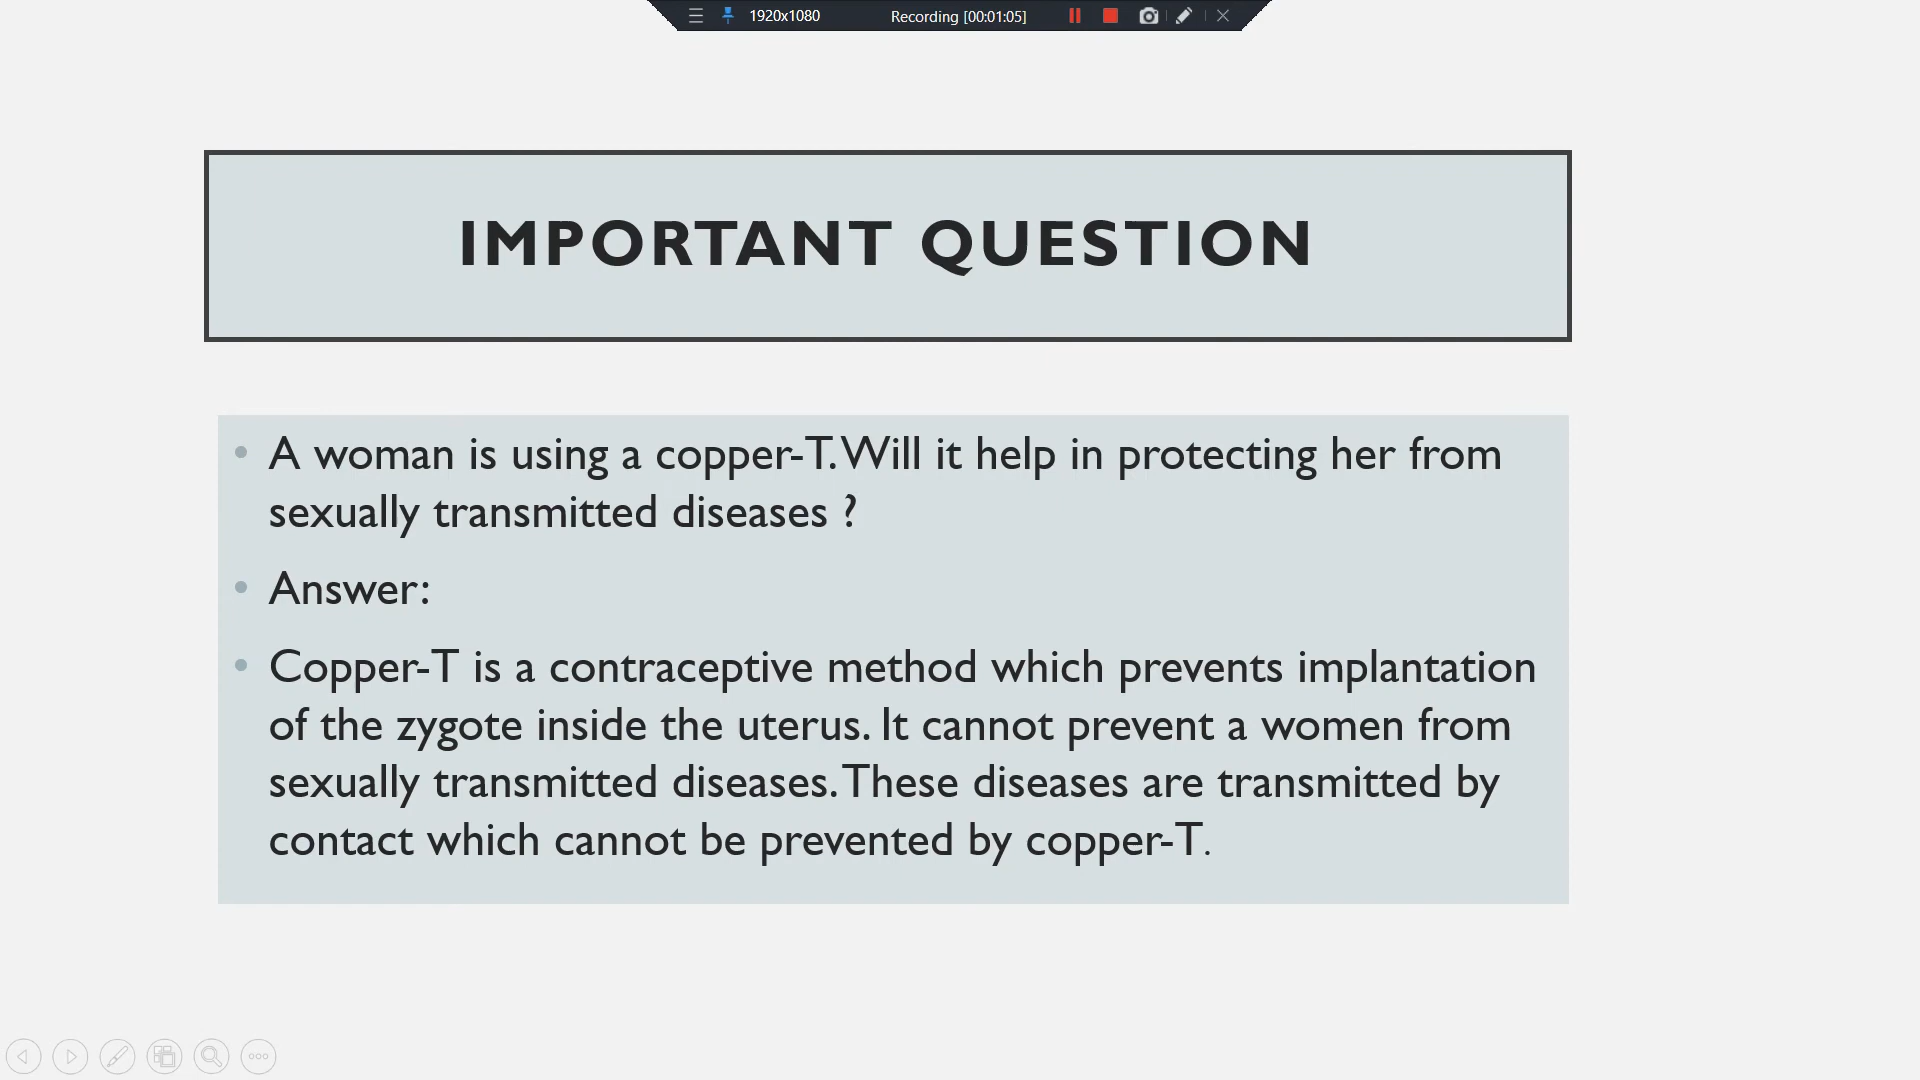 1920x1080 Recording [00:01:05]
IMPORTANT QUESTION
• A woman is using a copper-T. Will it help in protecting her from
sexually transmitted diseases ?
• Answer:
• Copper-T is a contraceptive method which prevents implantation
of the zygote inside the uterus. It cannot prevent a women from
sexually transmitted diseases. These diseases are transmitted by
contact which cannot be prevented by copper-T.